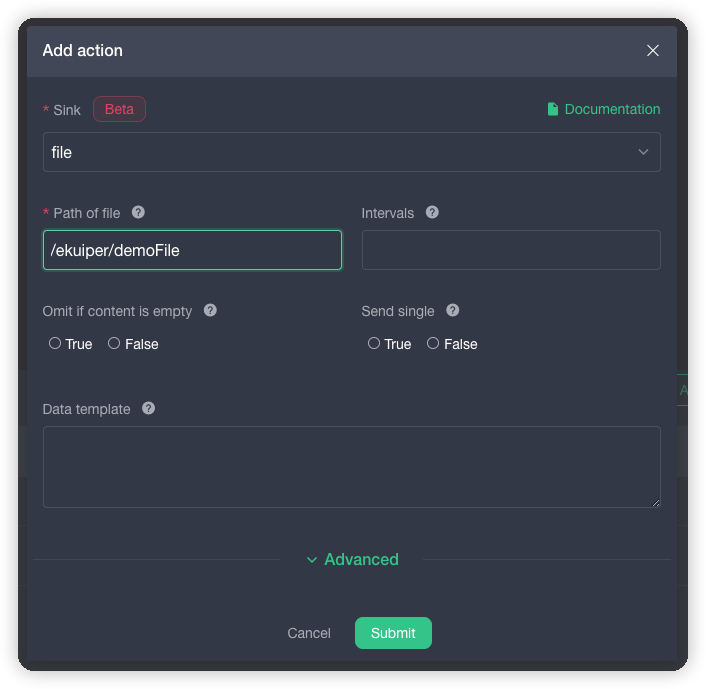 Add action
* Sink Beta Documentation
file
* Path of file ? Intervals ?
/ekuiper/demoFile
Omit if content is empty ? Send single ?
True False True False
A
Data template ?
Advanced
Cancel Submit